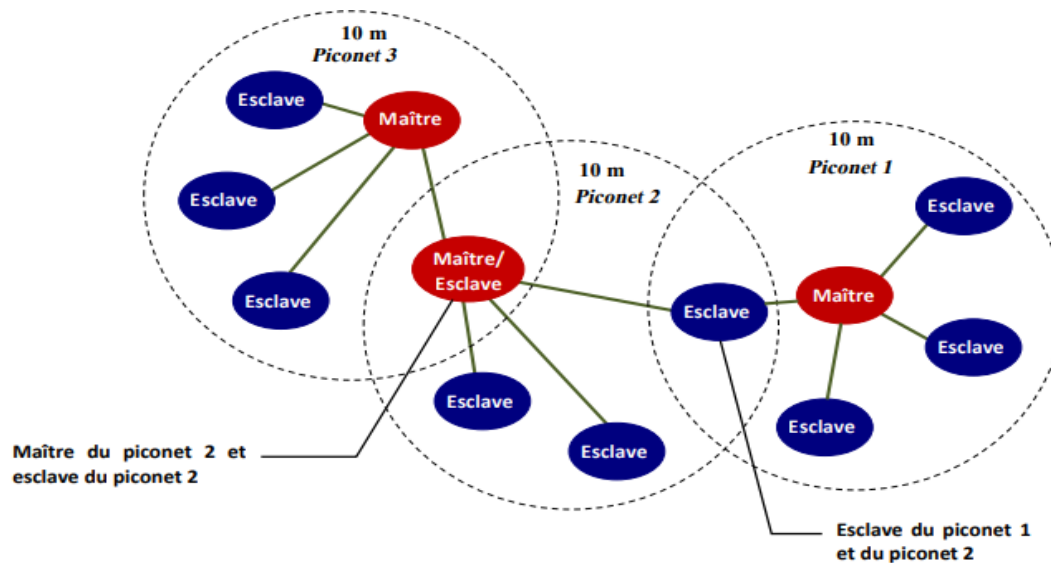 10 m
Piconet 3
Esclave
Maître
Esclave
Esclave
10 m
Piconet 2
Maître/
Esclave
Esclave
Esclave
Esclave
10 m
Piconet 1
Esclave
Maître
Esclave
Esclave
Maître du piconet 2 et
esclave du piconet 2
Esclave du piconet 1
et du piconet 2